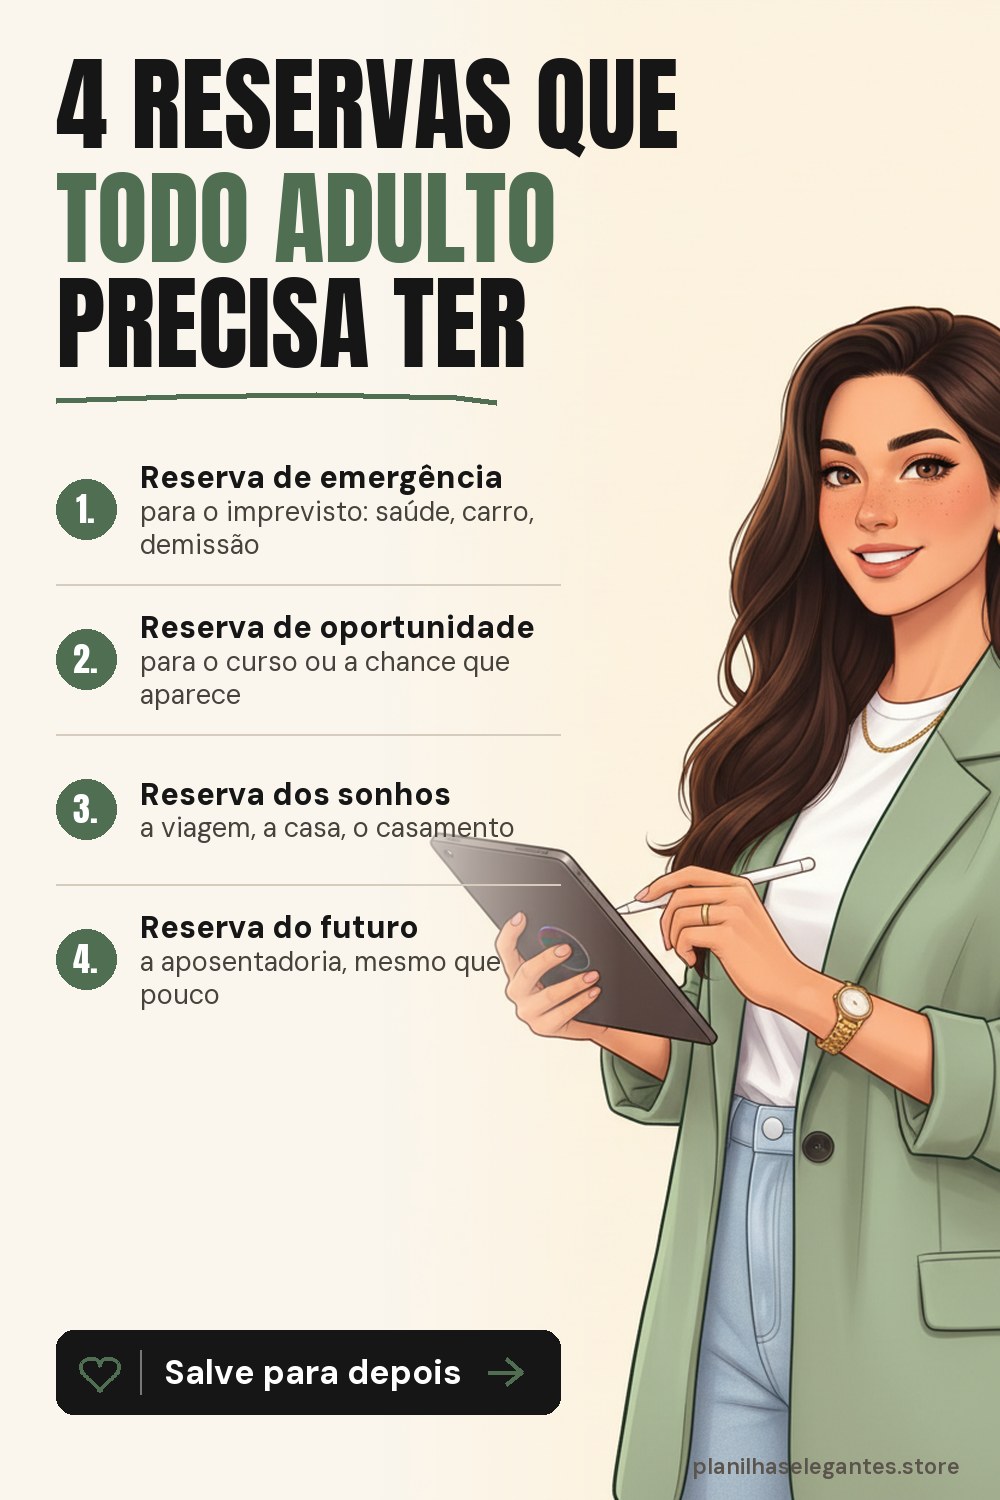 4 RESERVAS QUE
TODO ADULTO
PRECISA TER
1.
Reserva de emergência
para o imprevisto: saúde, carro,
demissão
2.
Reserva de oportunidade
para o curso ou a chance que
aparece
3.
Reserva dos sonhos
a viagem, a casa, o casamento
4.
Reserva do futuro
a aposentadoria, mesmo que
pouco
Salve para depois
planilhaselegantes.store